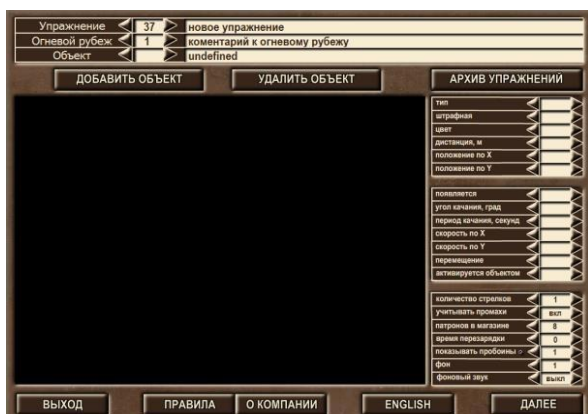 Упражнение 37 новое упражнение
Огневой рубеж 1 коментарий к огневому рубежу
Объект undefined
ДОБАВИТЬ ОБЪЕКТ УДАЛИТЬ ОБЪЕКТ АРХИВ УПРАЖНЕНИЙ
тип
штрафная
цвет
дистанция, м
положение по X
положение по Y
появляется
угол качания, град
период качания, секунд
скорость по X
скорость по Y
перемещение
активируется объектом
количество стрелков 1
учитывать промахи вкл
патронов в магазине 8
время перезарядки 0
показывать пробоины 1
фон 1
фоновый звук выкл
ВЫХОД ПРАВИЛА О КОМПАНИИ ENGLISH ДАЛЕЕ